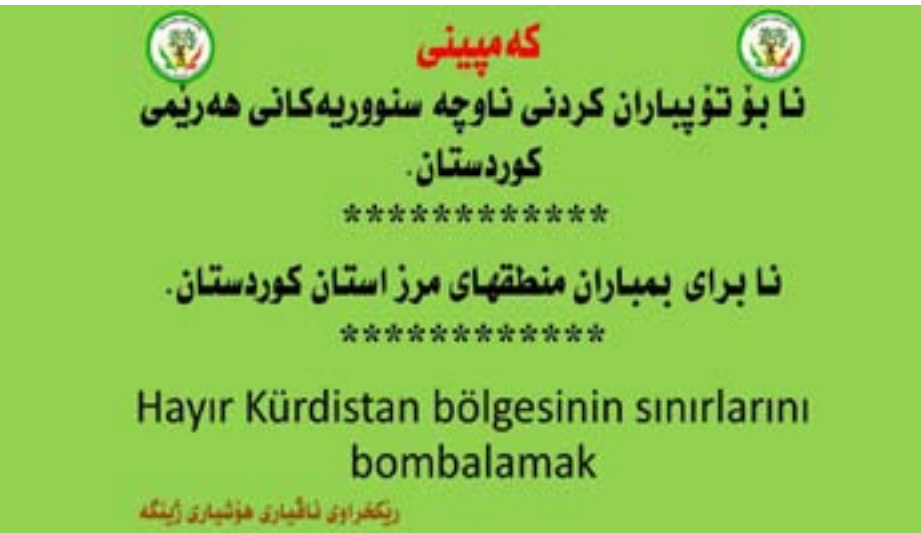 کەمپینی
نا بۆ تۆپباران کردنی ناوچە سنووریەکانی هەرێمی
کوردستان.
************
نا برای بمباران منطقهای مرز استان کوردستان.
************
Hayır Kürdistan bölgesinin sınırlarını
bombalamak
رێکخراوی ئاڤیاری هۆشیاری ژینگە